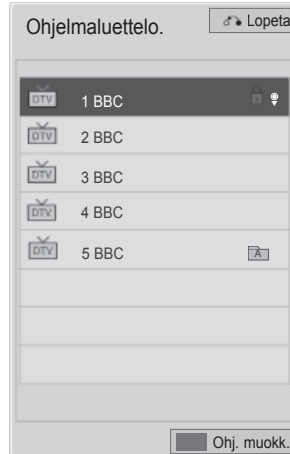 Ohjelmaluettelo.
Lopeta
DTV 1 BBC
DTV 2 BBC
DTV 3 BBC
DTV 4 BBC
DTV 5 BBC A
Ohj. muokk.